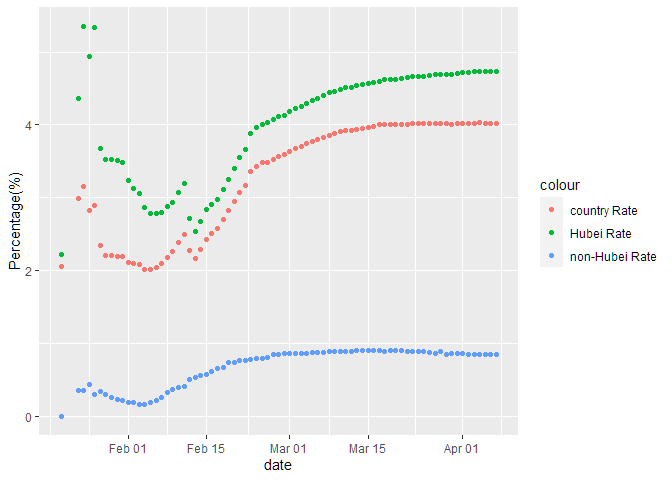 Percentage(%)
4
2
0
Feb 01
Feb 15
Mar 01
Mar 15
Apr 01
date
colour
country Rate
Hubei Rate
non-Hubei Rate